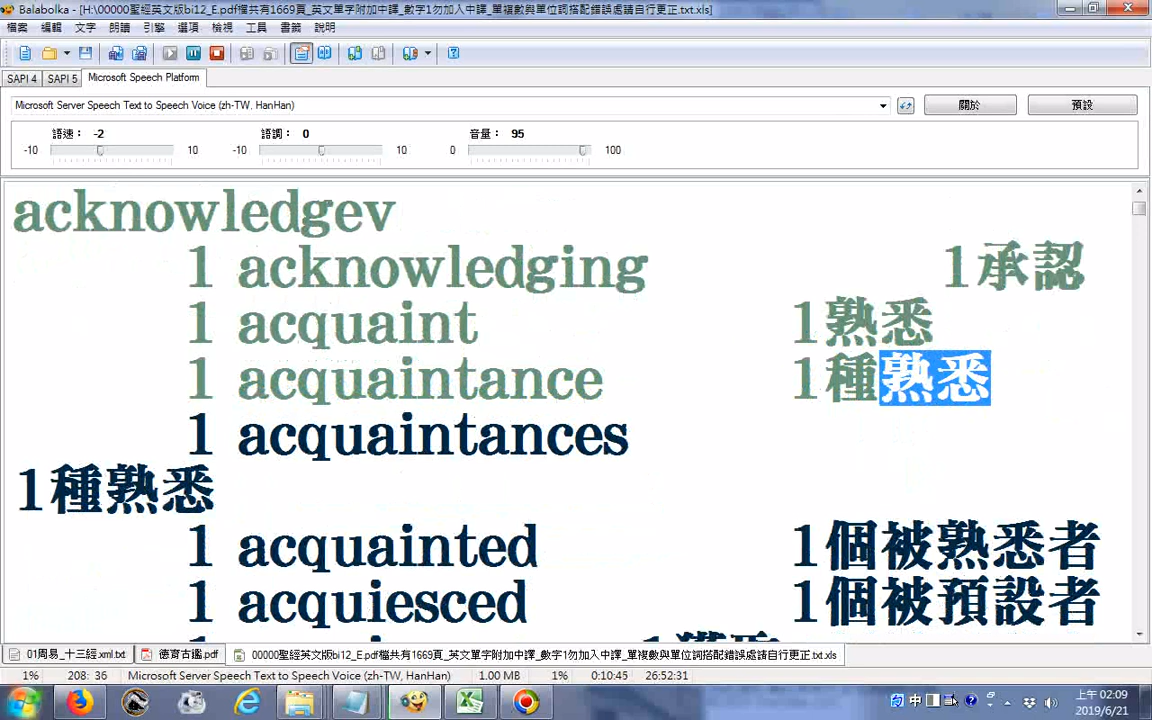 Balabolka - [H:\00000聖經英文版bi12_E.pdf檔共有1669頁_英文單字附加中譯_數字1勿加入中譯_單複數與單位詞搭配錯誤處請自行更正.txt.xls]
檔案 編輯 文字 朗讀 引擎 選項 檢視 工具 書籤 說明
SAPI 4 SAPI 5 Microsoft Speech Platform
Microsoft Server Speech Text to Speech Voice (zh-TW, HanHan) 關於 預設
語速： -2 語調： 0 音量： 95
-10 10 -10 10 0 100
acknowledgev
1 acknowledging 1承認
1 acquaint 1熟悉
1 acquaintance 1種熟悉
1 acquaintances
1種熟悉
1 acquainted 1個被熟悉者
1 acquiesced 1個被預設者
01周易_十三經.xml.txt 德育古鑑.pdf 00000聖經英文版bi12_E.pdf檔共有1669頁_英文單字附加中譯_數字1勿加入中譯_單複數與單位詞搭配錯誤處請自行更正.txt.xls
1% 208: 36 Microsoft Server Speech Text to Speech Voice (zh-TW, HanHan) 1.00 MB 1% 0:10:45 26:52:31
中 上午 02:09
2019/6/21